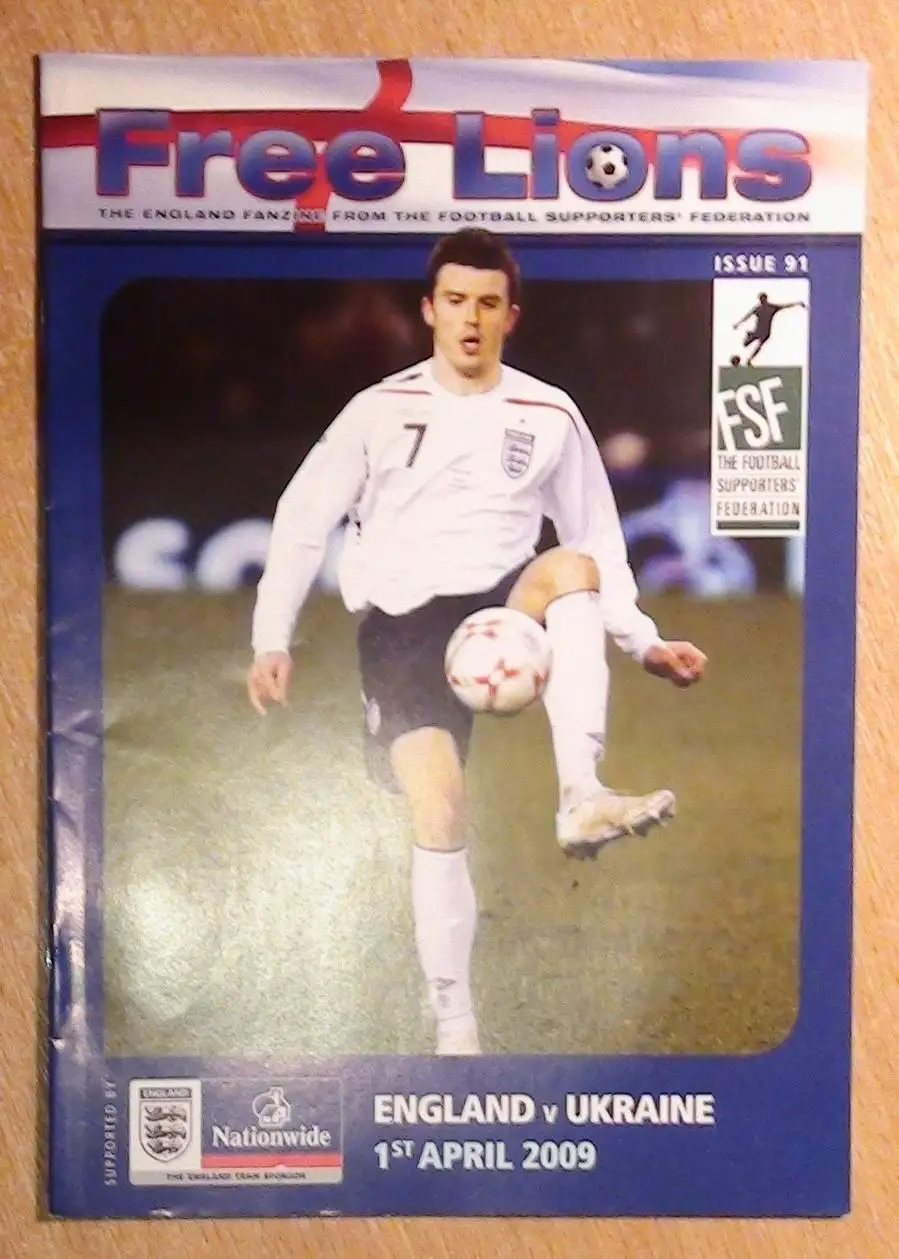 Free Lions
THE ENGLAND FANZINE FROM THE FOOTBALL SUPPORTERS' FEDERATION
ISSUE 91
FSF
THE FOOTBALL
SUPPORTERS'
FEDERATION
7
ENGLAND
SUPPORTED BY
ENGLAND
Nationwide
THE ENGLAND TEAM SPONSOR
ENGLAND v UKRAINE
1ST APRIL 2009